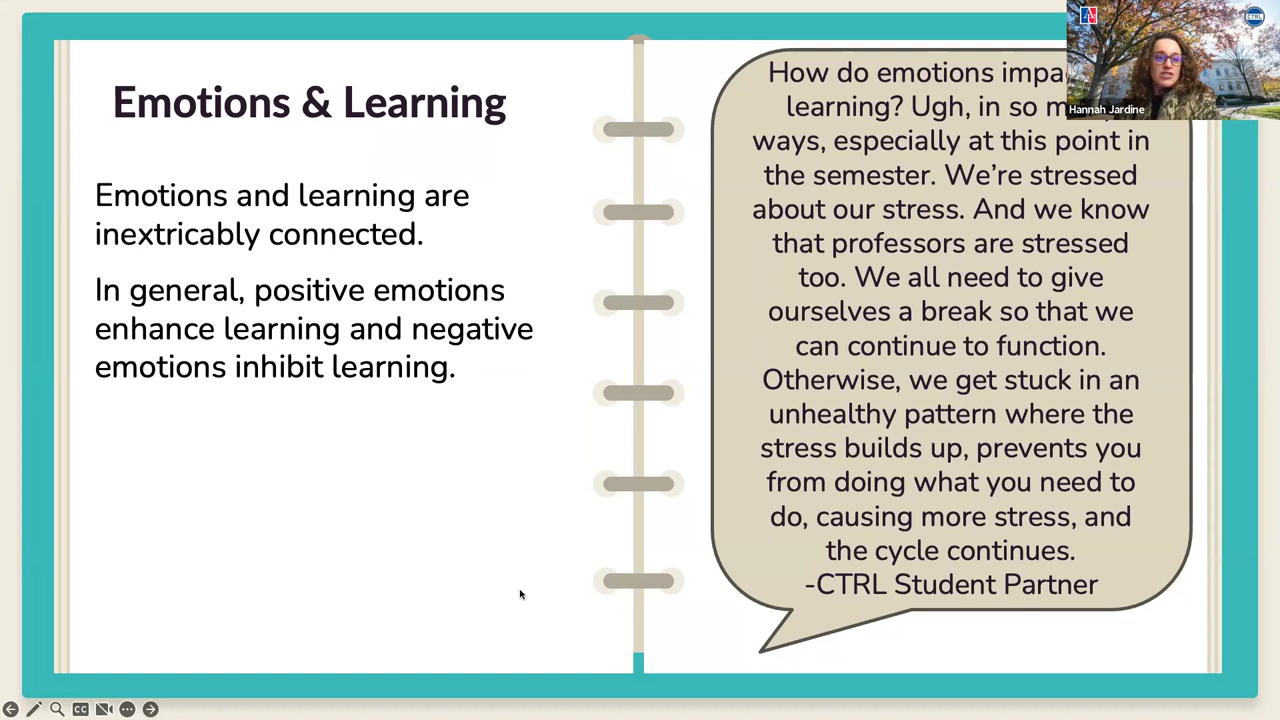 Emotions & Learning
Emotions and learning are
inextricably connected.
In general, positive emotions
enhance learning and negative
emotions inhibit learning.
How do emotions impa
learning? Ugh, in so m
ways, especially at this point in
the semester. We’re stressed
about our stress. And we know
that professors are stressed
too. We all need to give
ourselves a break so that we
can continue to function.
Otherwise, we get stuck in an
unhealthy pattern where the
stress builds up, prevents you
from doing what you need to
do, causing more stress, and
the cycle continues.
-CTRL Student Partner
Hannah Jardine
CTRL
CC